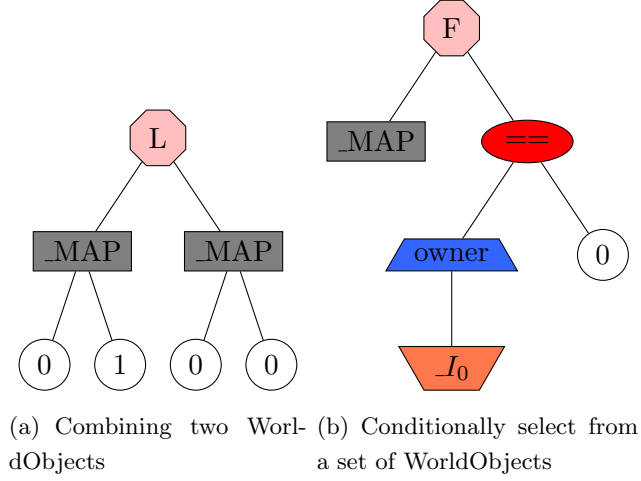 F
L
_MAP
==
_MAP
_MAP
owner
0
0
1
0
0
_I₀
(a) Combining two Worl-
dObjects
(b) Conditionally select from
a set of WorldObjects